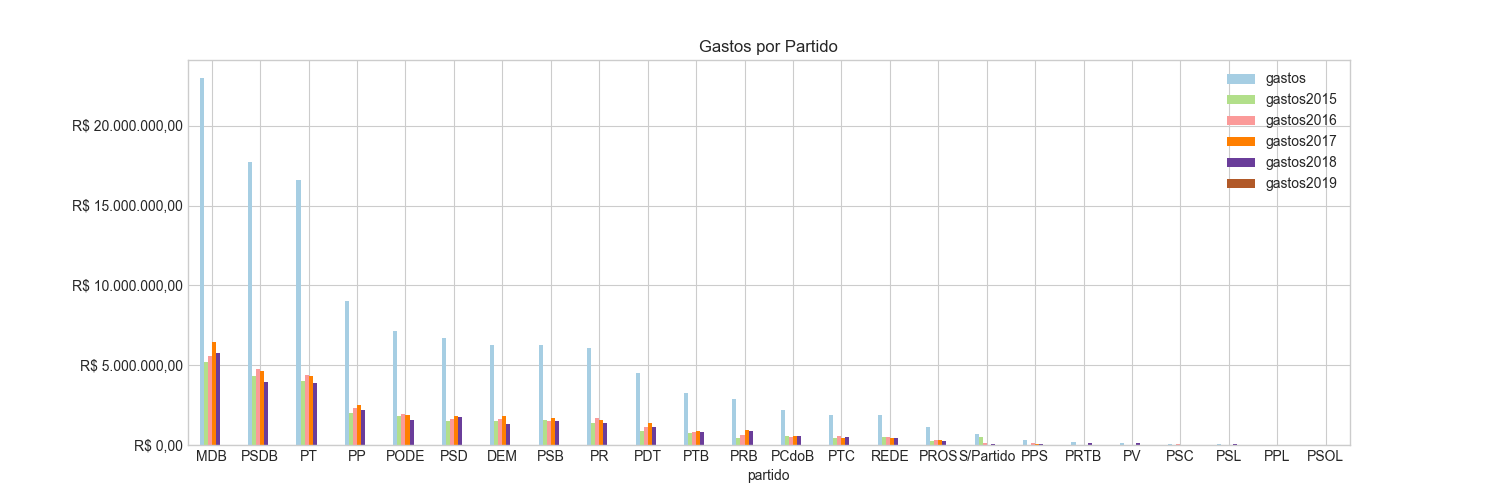 Gastos por Partido
gastos
gastos2015
gastos2016
gastos2017
gastos2018
gastos2019
R$ 20.000.000,00
R$ 15.000.000,00
R$ 10.000.000,00
R$ 5.000.000,00
R$ 0,00
MDB PSDB PT PP PODE PSD DEM PSB PR PDT PTB PRB PCdoB PTC REDE PROS S/Partido PPS PRTB PV PSC PSL PPL PSOL
partido